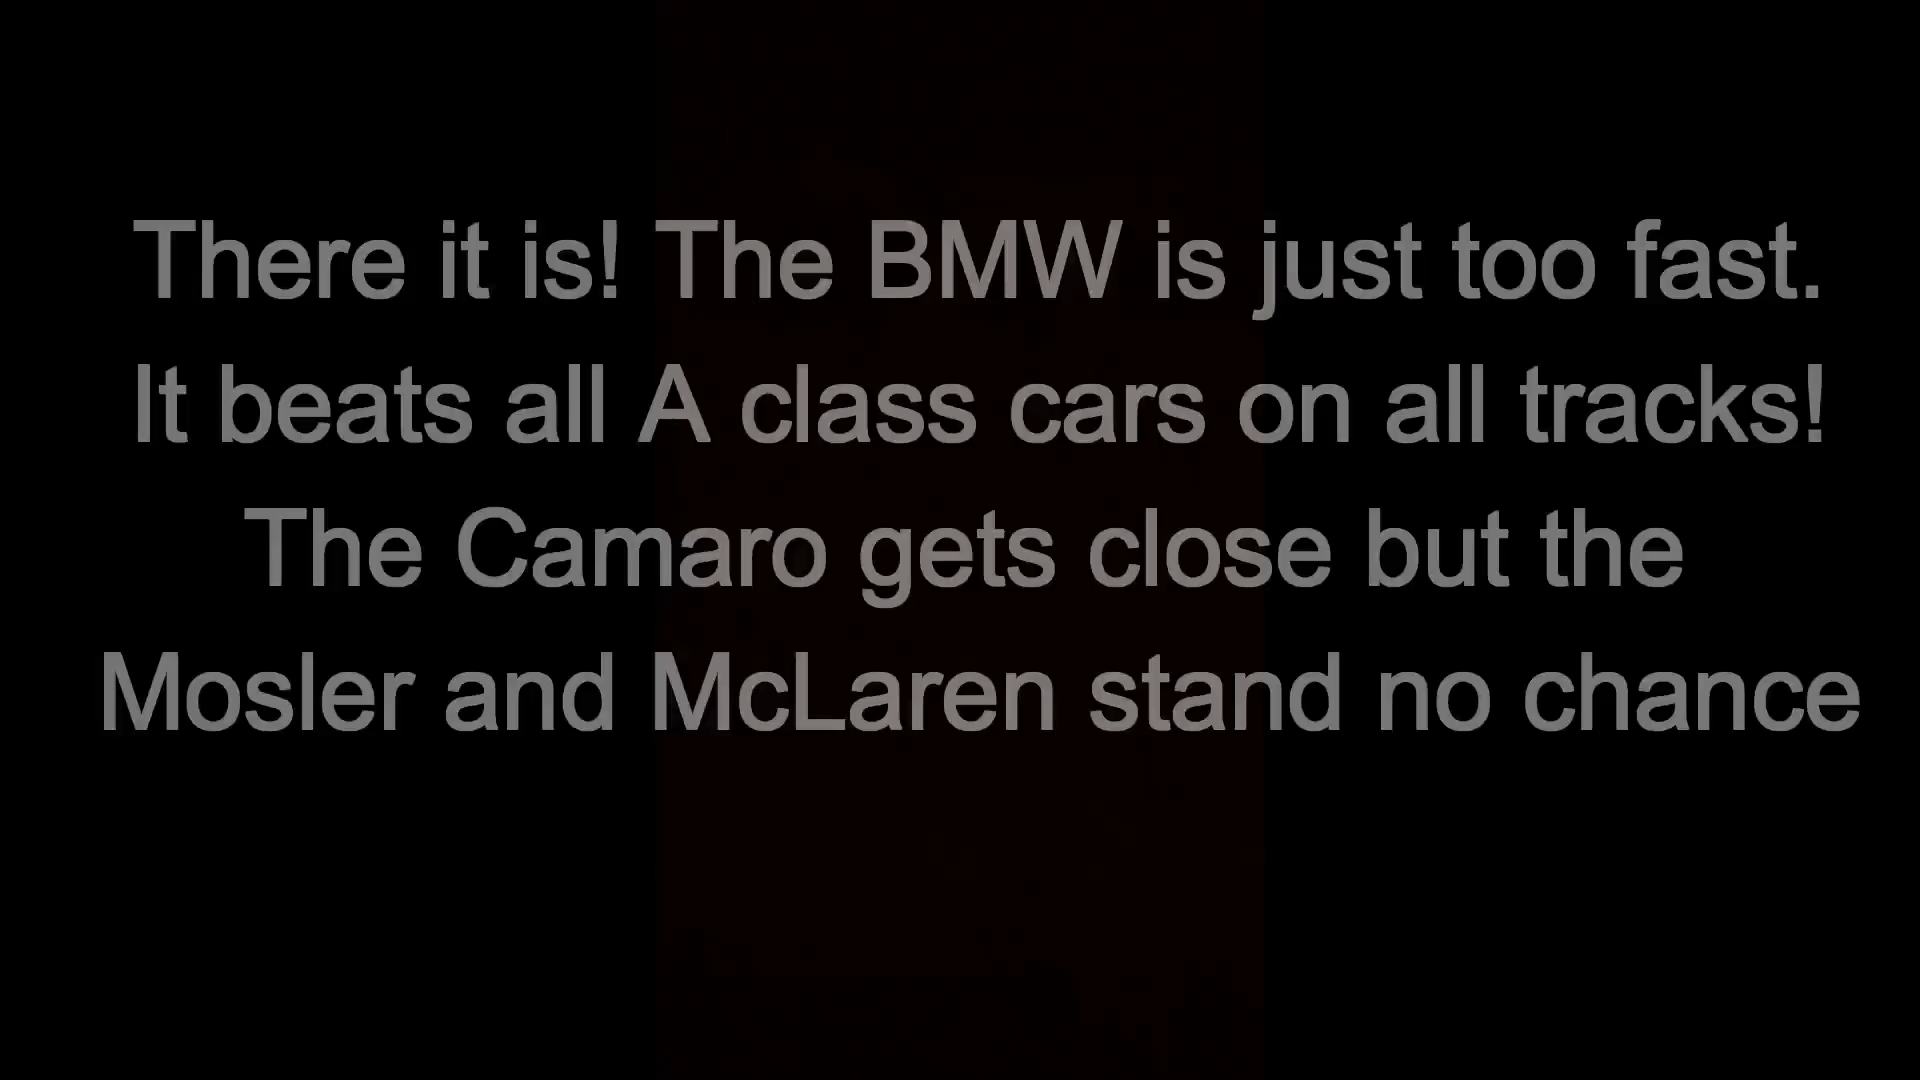 There it is! The BMW is just too fast.
It beats all A class cars on all tracks!
The Camaro gets close but the
Mosler and McLaren stand no chance